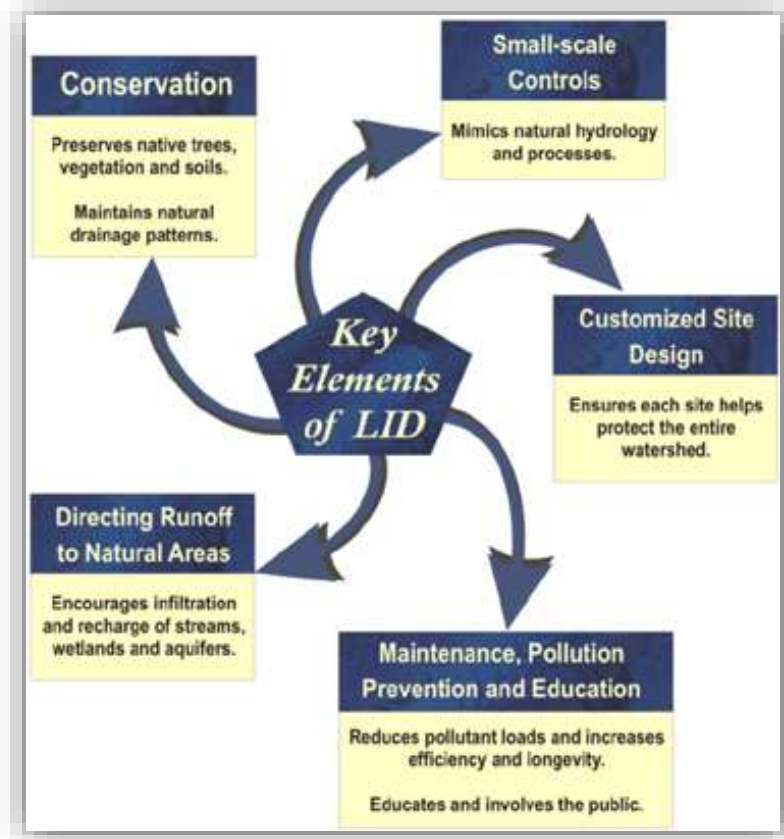 Conservation
Preserves native trees,
vegetation and soils.
Maintains natural
drainage patterns.
Small-scale
Controls
Mimics natural hydrology
and processes.
Key
Elements
of LID
Customized Site
Design
Ensures each site helps
protect the entire
watershed.
Directing Runoff
to Natural Areas
Encourages infiltration
and recharge of streams,
wetlands and aquifers.
Maintenance, Pollution
Prevention and Education
Reduces pollutant loads and increases
efficiency and longevity.
Educates and involves the public.